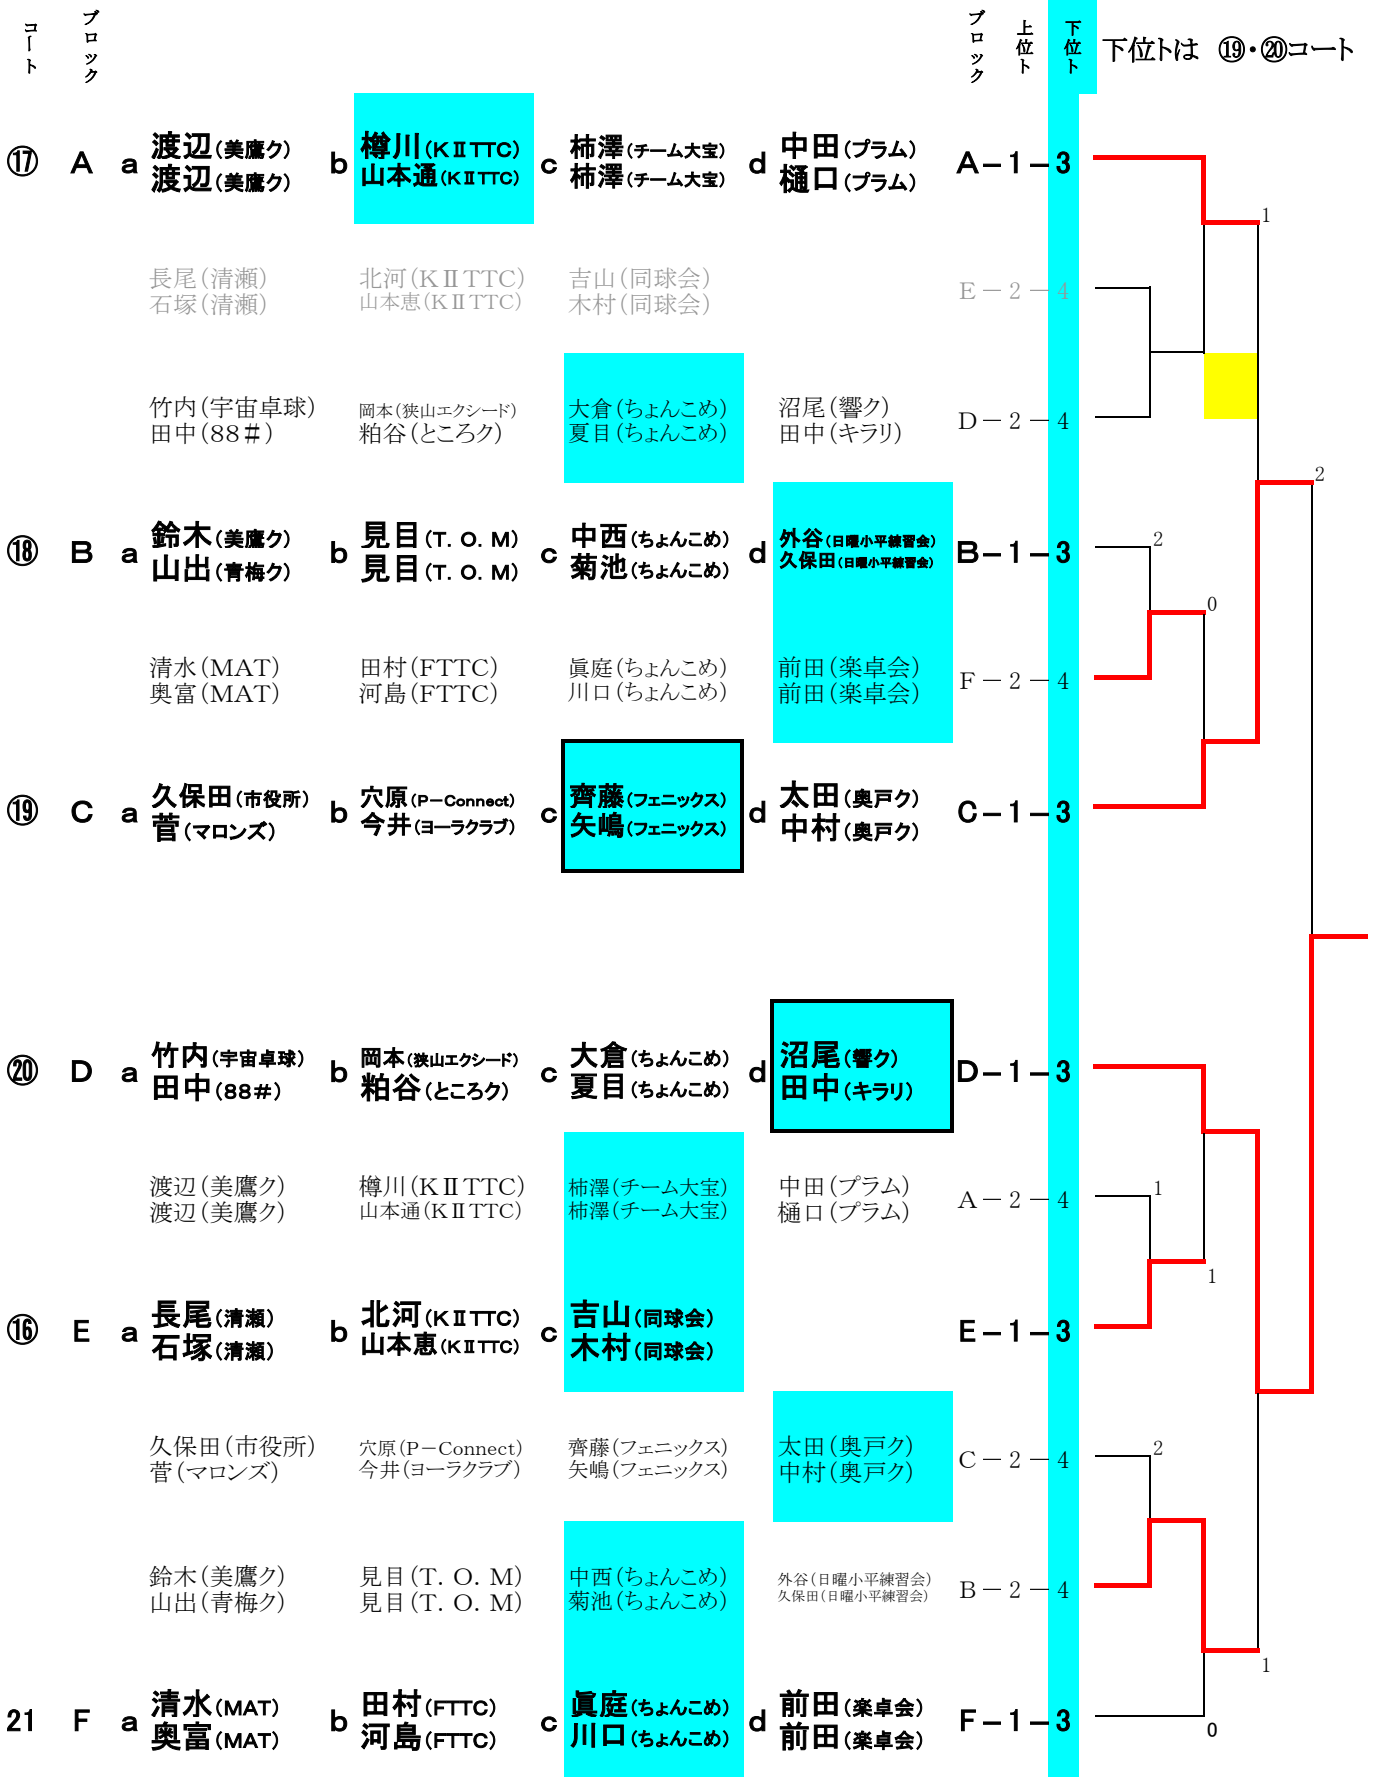 コート ブロック ブロック 上位ト 下位ト 下位トは ⑲・⑳コート
⑰ A a 渡辺(美鷹ク) b 樽川(KⅡTTC) c 柿澤(チーム大宝) d 中田(プラム) A－1－3
渡辺(美鷹ク) 山本通(KⅡTTC) 柿澤(チーム大宝) 樋口(プラム)
1
長尾(清瀬) 北河(KⅡTTC) 吉山(同球会) E－2－4
石塚(清瀬) 山本恵(KⅡTTC) 木村(同球会)
竹内(宇宙卓球) 岡本(狭山エクシード) 大倉(ちょんこめ) 沼尾(響ク) D－2－4
田中(88＃) 粕谷(ところク) 夏目(ちょんこめ) 田中(キラリ)
2
⑱ B a 鈴木(美鷹ク) b 見目(T．O．M) c 中西(ちょんこめ) d 外谷(日曜小平練習会) B－1－3 2
山出(青梅ク) 見目(T．O．M) 菊池(ちょんこめ) 久保田(日曜小平練習会)
0
清水(MAT) 田村(FTTC) 眞庭(ちょんこめ) 前田(楽卓会) F－2－4
奥富(MAT) 河島(FTTC) 川口(ちょんこめ) 前田(楽卓会)
⑲ C a 久保田(市役所) b 穴原(P－Connect) c 齊藤(フェニックス) d 太田(奥戸ク) C－1－3
菅(マロンズ) 今井(ヨーラクラブ) 矢嶋(フェニックス) 中村(奥戸ク)
⑳ D a 竹内(宇宙卓球) b 岡本(狭山エクシード) c 大倉(ちょんこめ) d 沼尾(響ク) D－1－3
田中(88＃) 粕谷(ところク) 夏目(ちょんこめ) 田中(キラリ)
渡辺(美鷹ク) 樽川(KⅡTTC) 柿澤(チーム大宝) 中田(プラム) A－2－4 1
渡辺(美鷹ク) 山本通(KⅡTTC) 柿澤(チーム大宝) 樋口(プラム)
1
⑯ E a 長尾(清瀬) b 北河(KⅡTTC) c 吉山(同球会) E－1－3
石塚(清瀬) 山本恵(KⅡTTC) 木村(同球会)
久保田(市役所) 穴原(P－Connect) 齊藤(フェニックス) 太田(奥戸ク) C－2－4 2
菅(マロンズ) 今井(ヨーラクラブ) 矢嶋(フェニックス) 中村(奥戸ク)
鈴木(美鷹ク) 見目(T．O．M) 中西(ちょんこめ) 外谷(日曜小平練習会) B－2－4
山出(青梅ク) 見目(T．O．M) 菊池(ちょんこめ) 久保田(日曜小平練習会)
1
21 F a 清水(MAT) b 田村(FTTC) c 眞庭(ちょんこめ) d 前田(楽卓会) F－1－3
奥富(MAT) 河島(FTTC) 川口(ちょんこめ) 前田(楽卓会) 0